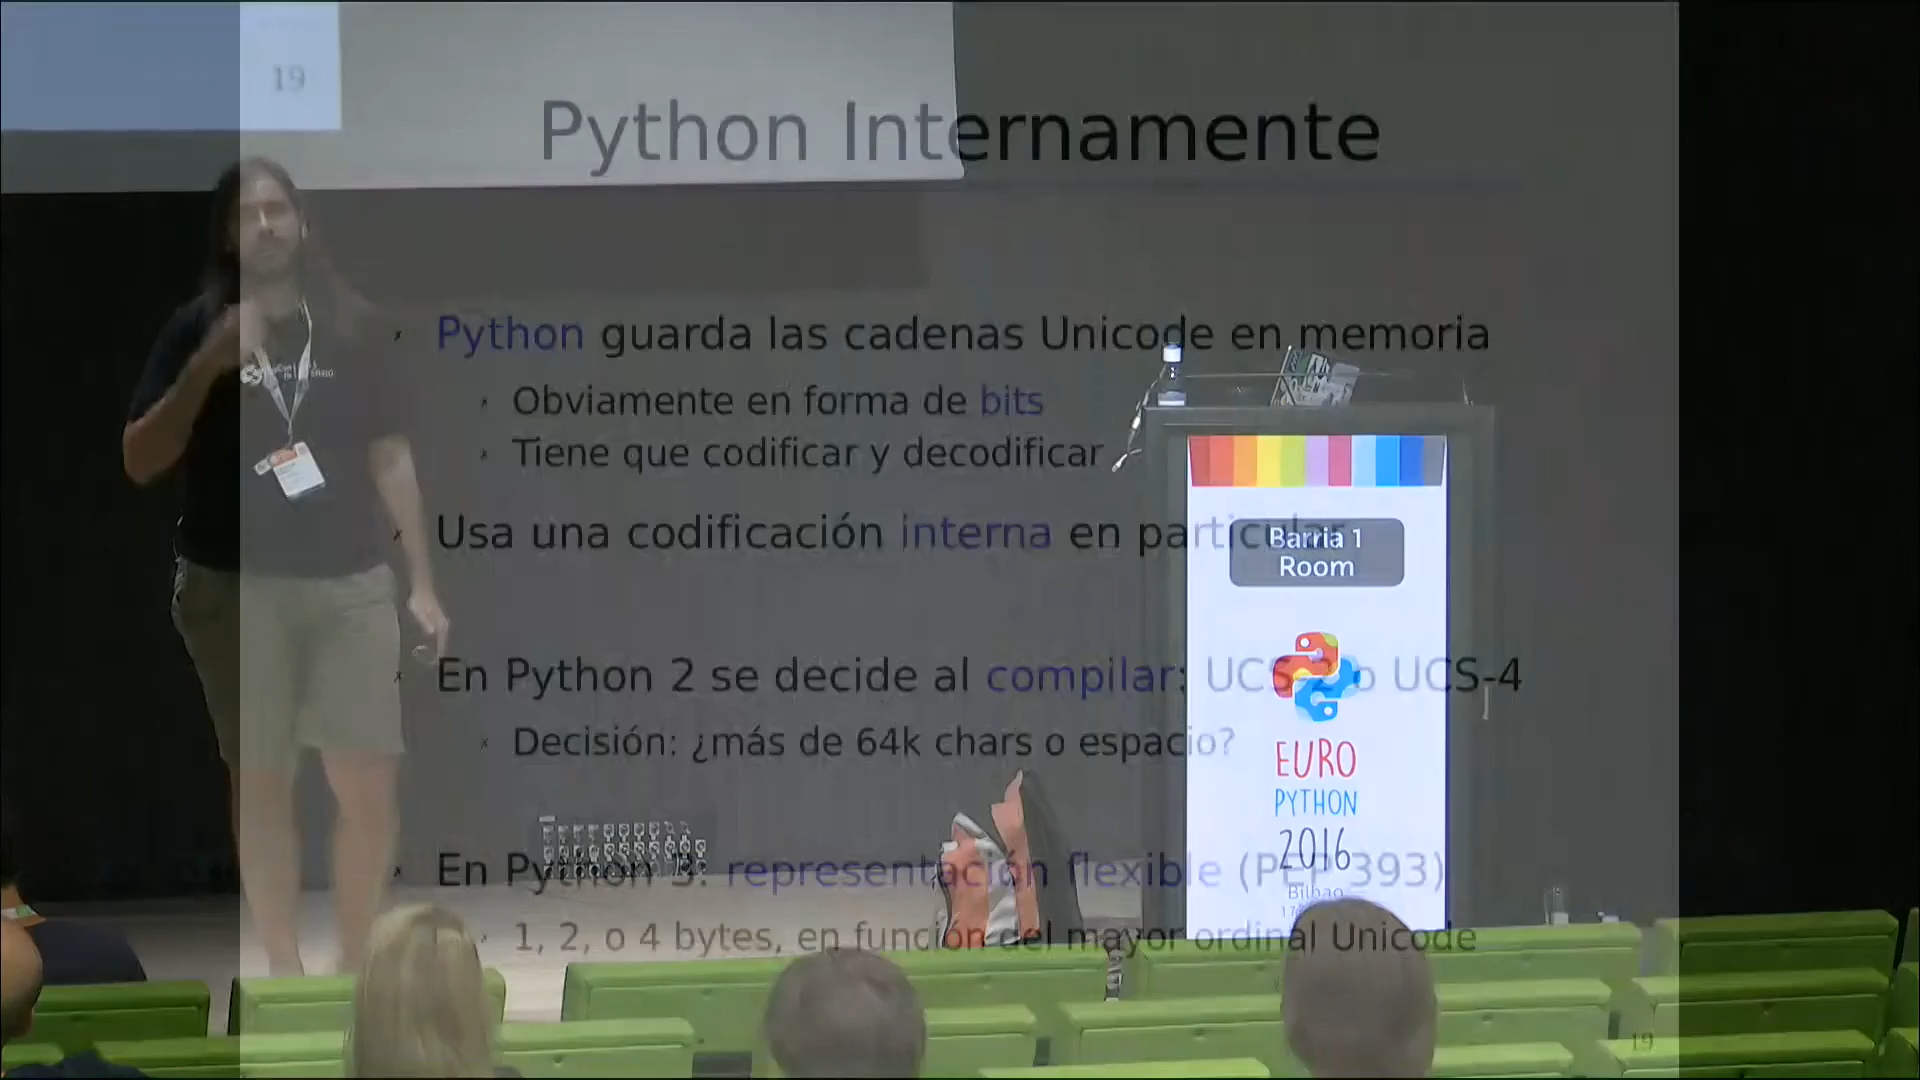 19
Python Internamente
Python guarda las cadenas Unicode en memoria
Obviamente en forma de bits
Tiene que codificar y decodificar
Usa una codificación interna en particular
Barria 1
Room
En Python 2 se decide al compilar: UCS-2 o UCS-4
Decisión: ¿más de 64k chars o espacio?
EURO
PYTHON
2016
Bilbao
En Python 3: representación flexible (PEP 393)
1, 2, o 4 bytes, en función del mayor ordinal Unicode
19